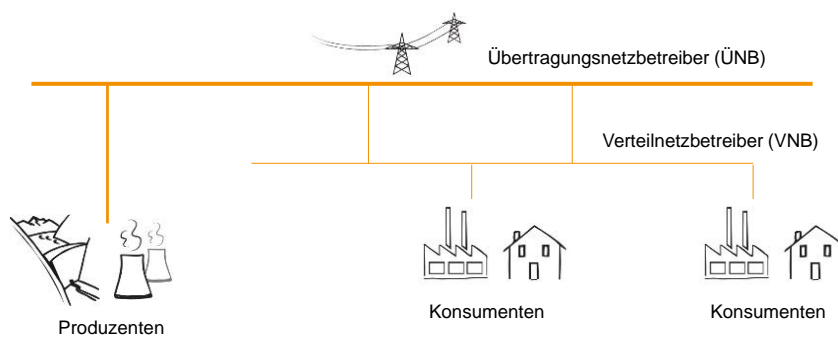 Übertragungsnetzbetreiber (ÜNB)
Verteilnetzbetreiber (VNB)
Produzenten
Konsumenten
Konsumenten